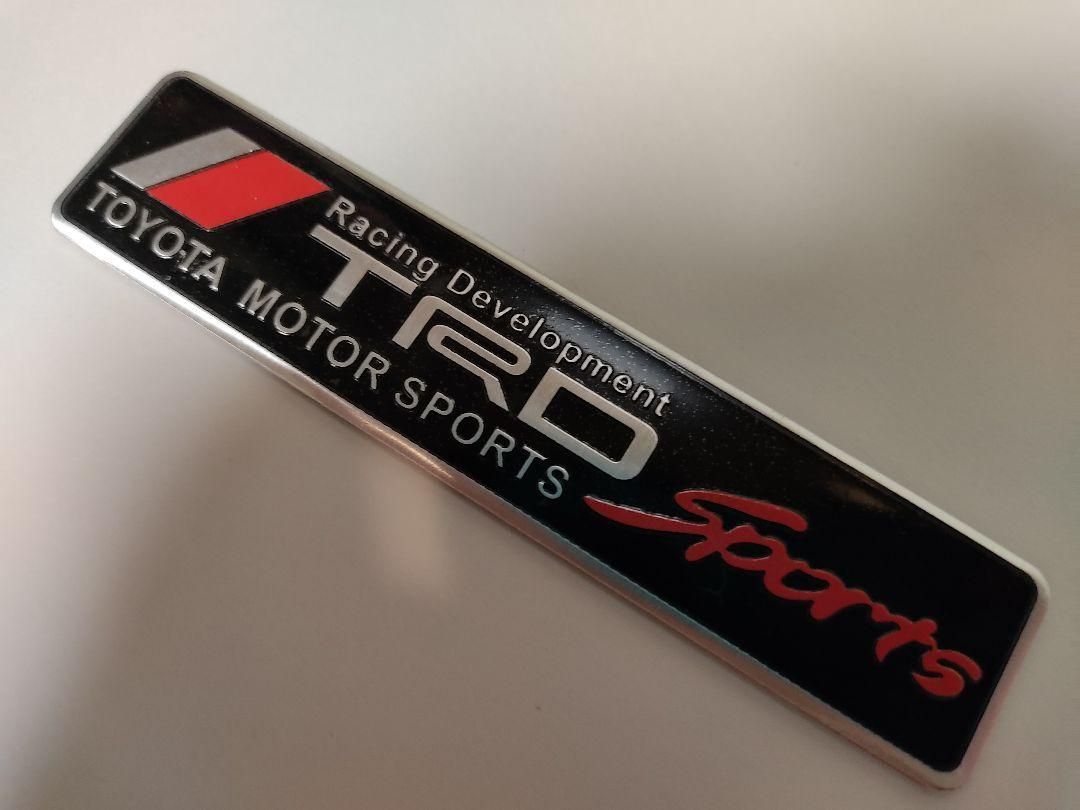 Racing Development
TRD
TOYOTA MOTOR SPORTS
Sports